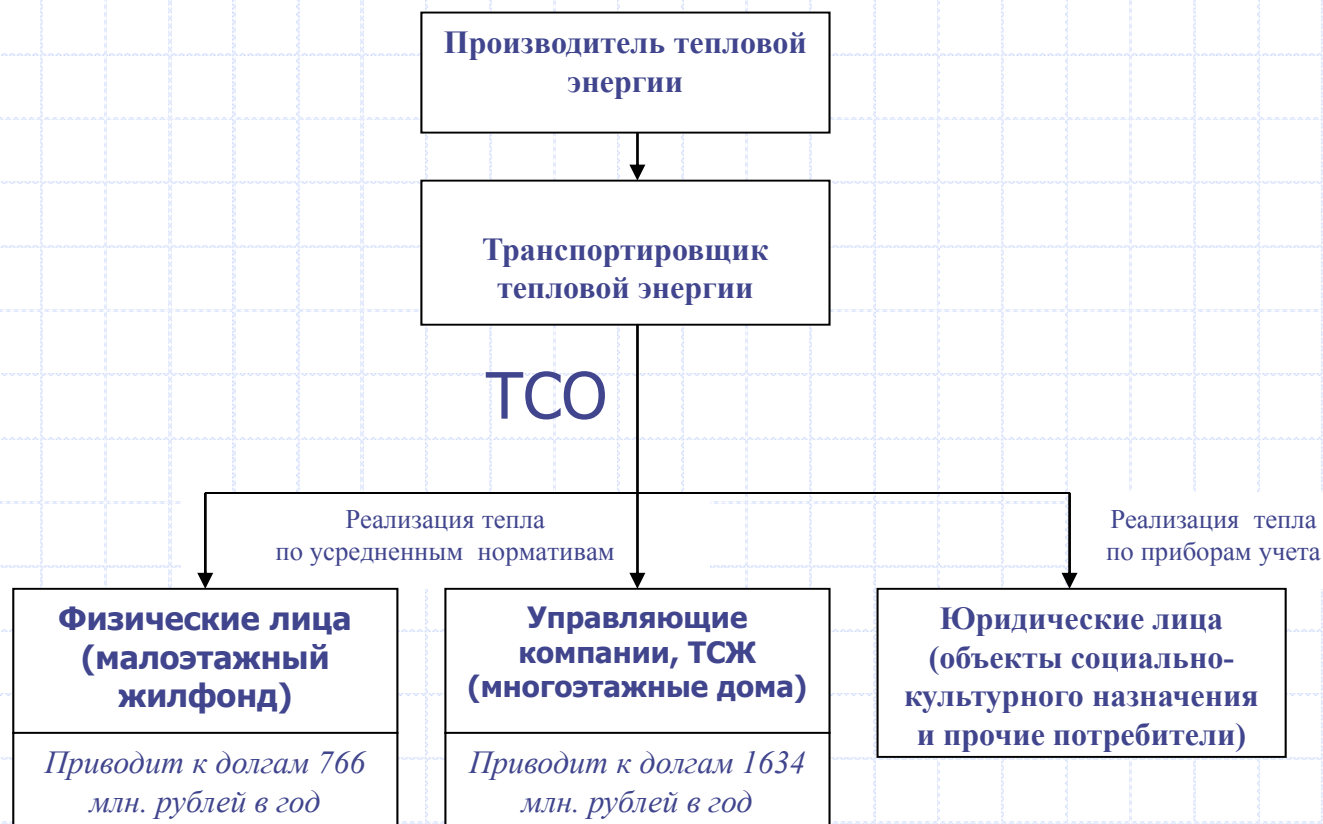 Производитель тепловой
энергии
Транспортировщик
тепловой энергии
ТСО
Реализация тепла
по усредненным нормативам
Реализация тепла
по приборам учета
Физические лица
(малоэтажный
жилфонд)
Приводит к долгам 766
млн. рублей в год
Управляющие
компании, ТСЖ
(многоэтажные дома)
Приводит к долгам 1634
млн. рублей в год
Юридические лица
(объекты социально-
культурного назначения
и прочие потребители)